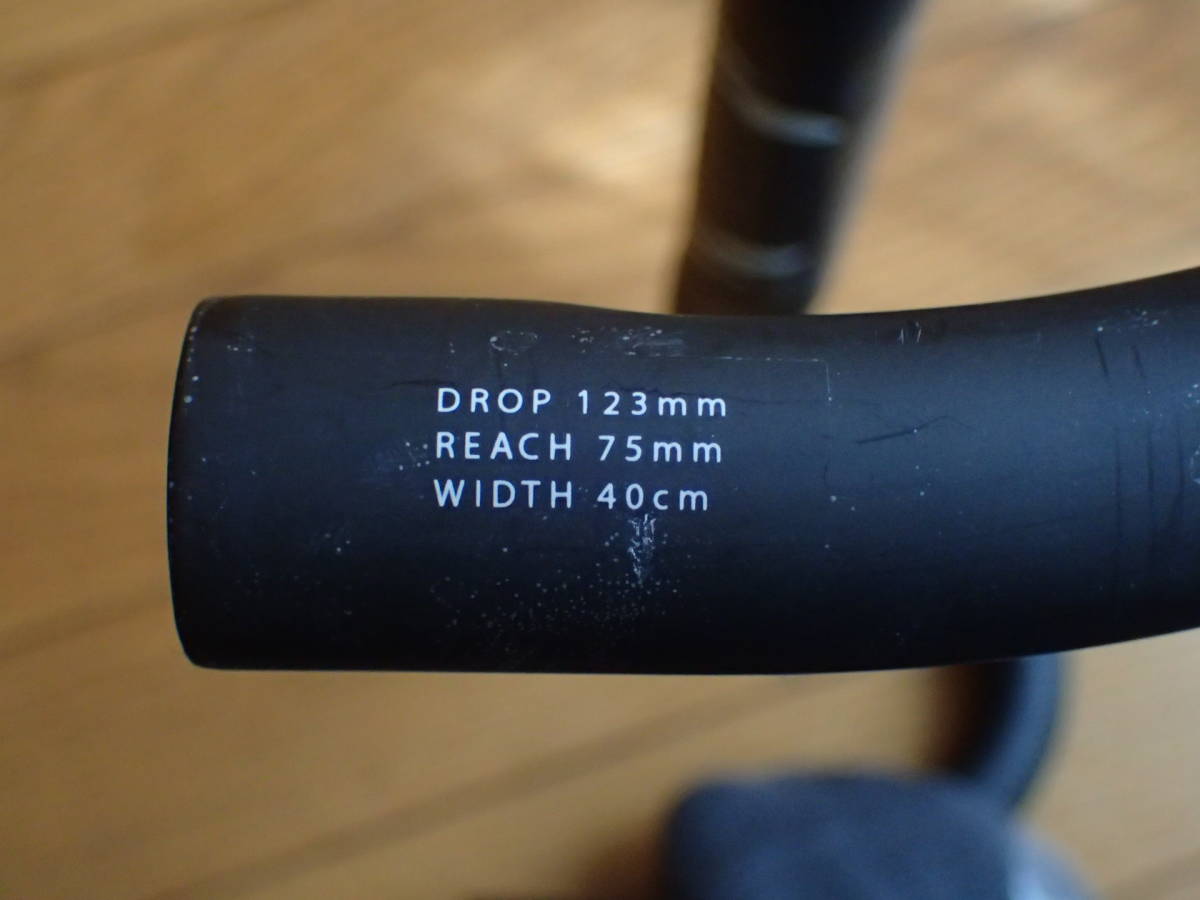 DROP 123mm
REACH 75mm
WIDTH 40cm